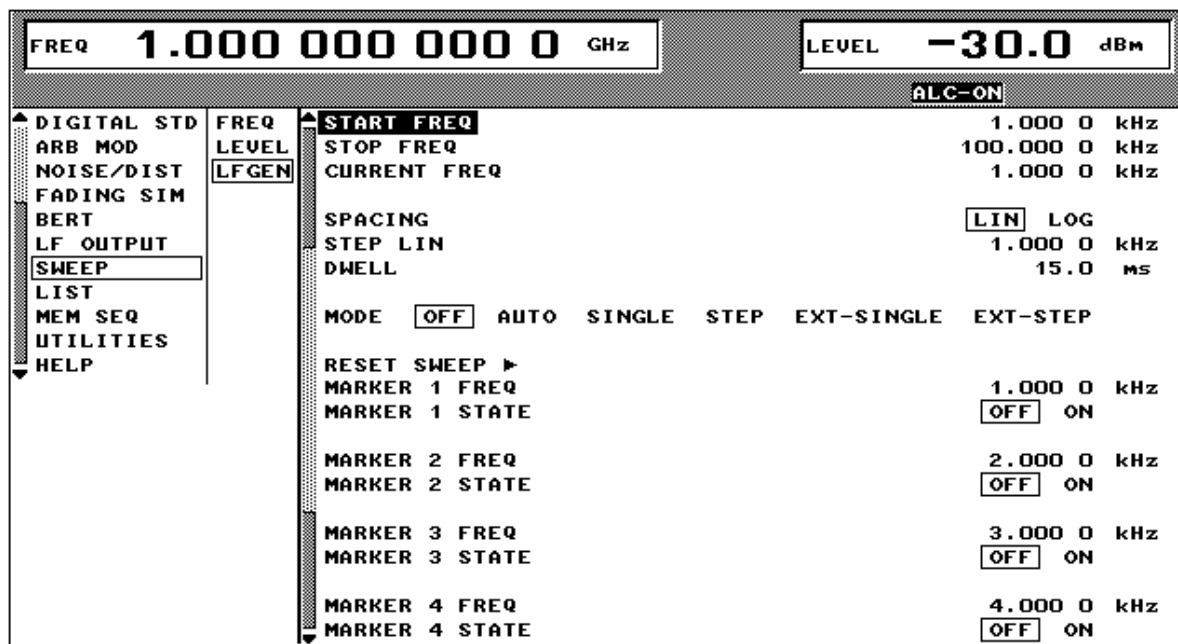 FREQ 1.000 000 000 0 GHz LEVEL -30.0 dBm
ALC-ON
DIGITAL STD
ARB MOD
NOISE/DIST
FADING SIM
BERT
LF OUTPUT
SWEEP
LIST
MEM SEQ
UTILITIES
HELP
FREQ
LEVEL
LFGEN
START FREQ 1.000 0 kHz
STOP FREQ 100.000 0 kHz
CURRENT FREQ 1.000 0 kHz
SPACING LIN LOG
STEP LIN 1.000 0 kHz
DWELL 15.0 ms
MODE OFF AUTO SINGLE STEP EXT-SINGLE EXT-STEP
RESET SWEEP ▶
MARKER 1 FREQ 1.000 0 kHz
MARKER 1 STATE OFF ON
MARKER 2 FREQ 2.000 0 kHz
MARKER 2 STATE OFF ON
MARKER 3 FREQ 3.000 0 kHz
MARKER 3 STATE OFF ON
MARKER 4 FREQ 4.000 0 kHz
MARKER 4 STATE OFF ON